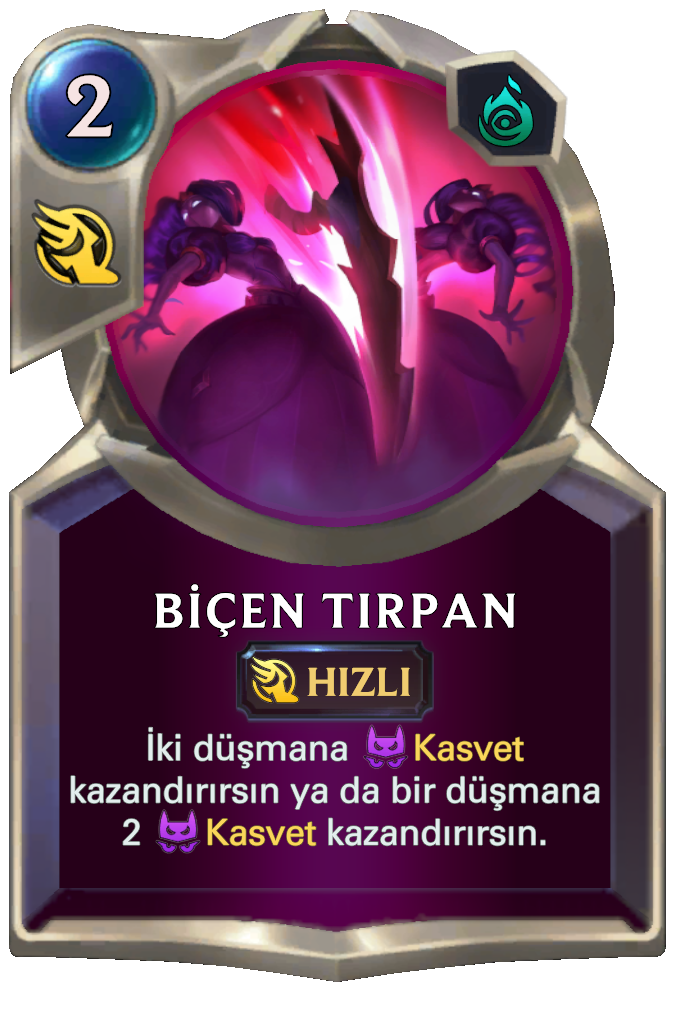 2
BİÇEN TIRPAN
HIZLI
İki düşmana Kasvet
kazandırırsın ya da bir düşmana
2 Kasvet kazandırırsın.